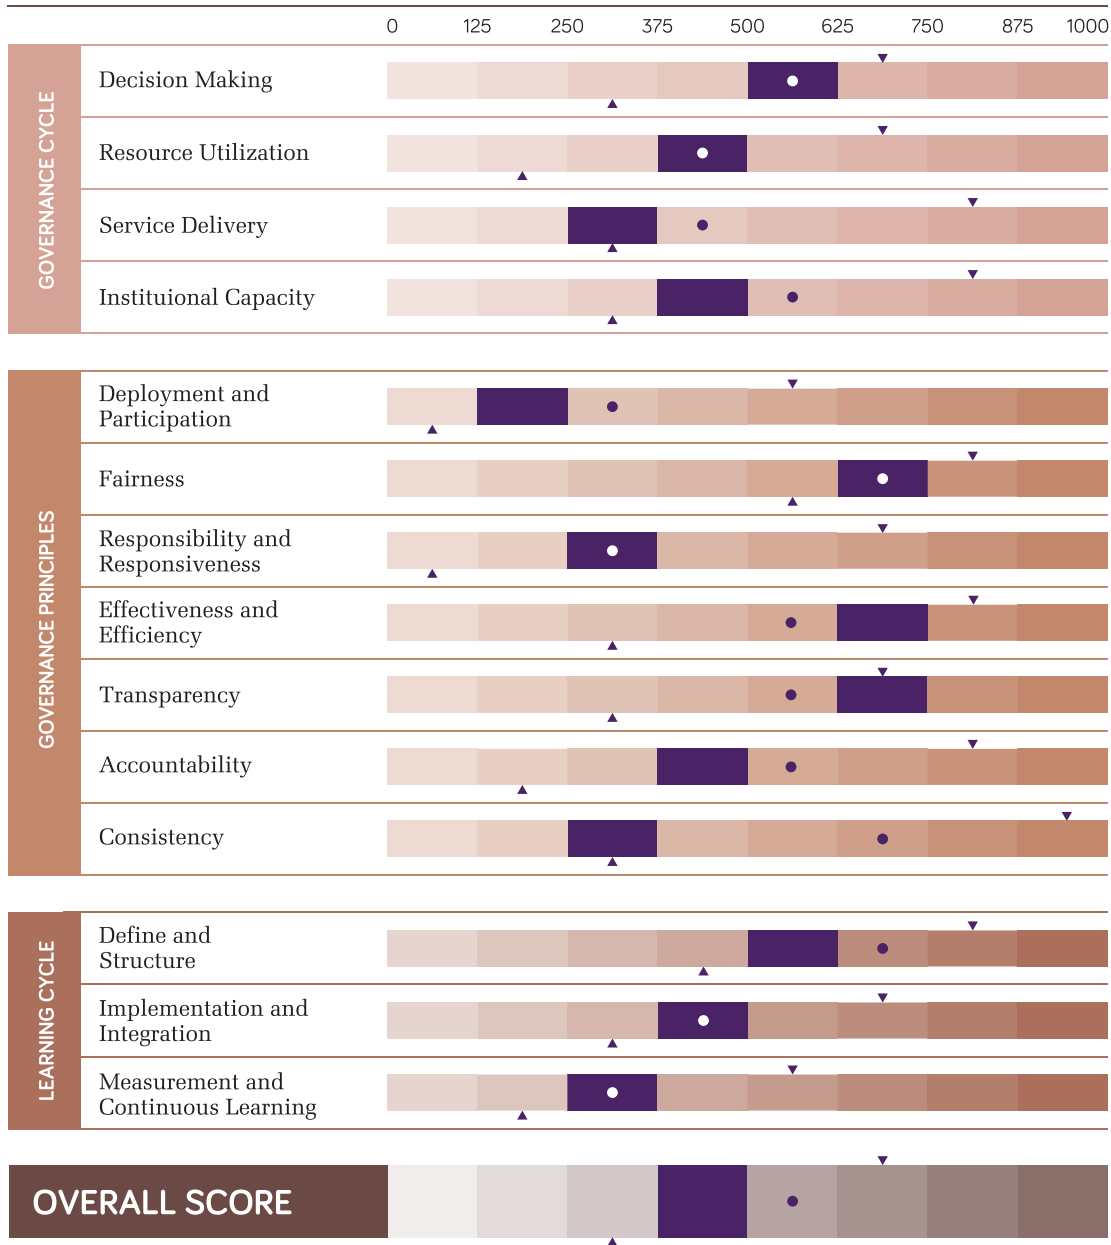 0 125 250 375 500 625 750 875 1000
GOVERNANCE CYCLE
Decision Making
Resource Utilization
Service Delivery
Instituional Capacity
GOVERNANCE PRINCIPLES
Deployment and
Participation
Fairness
Responsibility and
Responsiveness
Effectiveness and
Efficiency
Transparency
Accountability
Consistency
LEARNING CYCLE
Define and
Structure
Implementation and
Integration
Measurement and
Continuous Learning
OVERALL SCORE